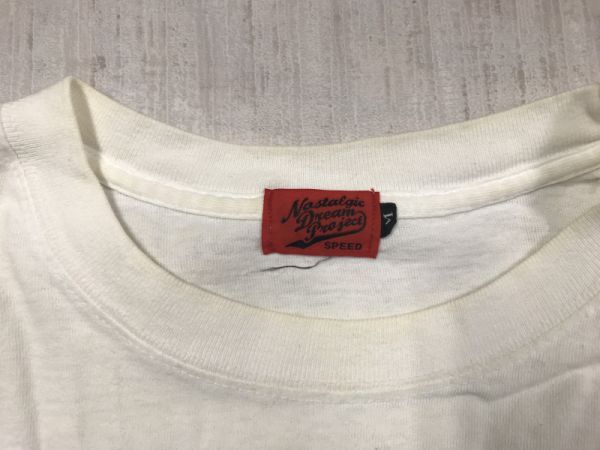 Nostalgic
Dream
Project
SPEED